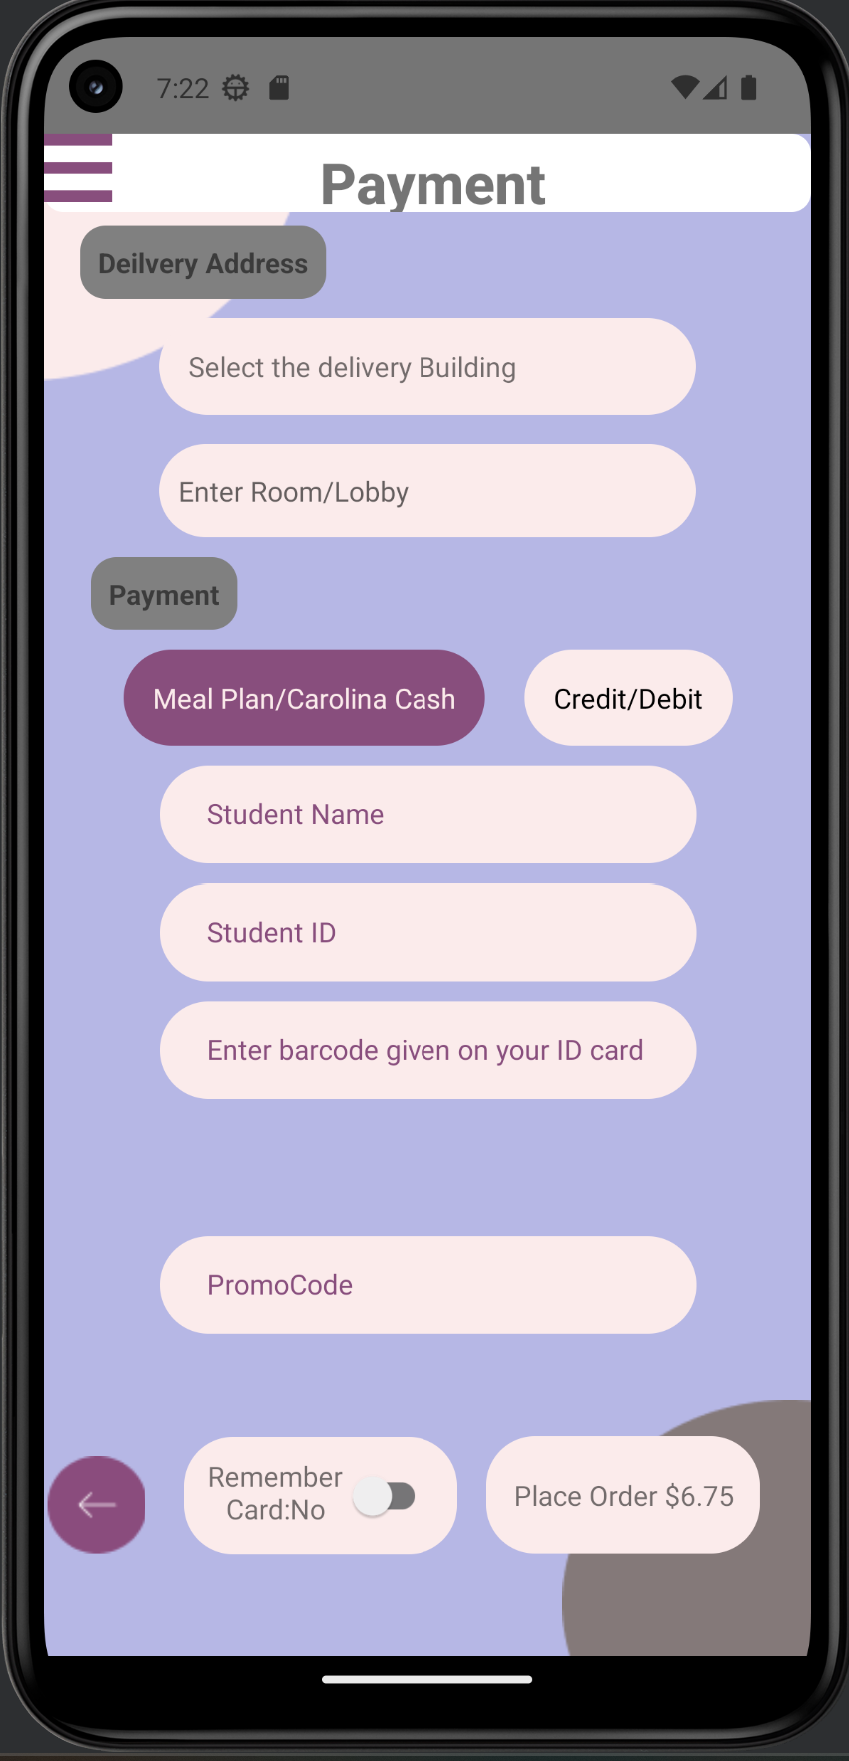 7:22
Payment
Deilvery Address
Select the delivery Building
Enter Room/Lobby
Payment
Meal Plan/Carolina Cash
Credit/Debit
Student Name
Student ID
Enter barcode given on your ID card
PromoCode
Remember
Card:No
Place Order $6.75